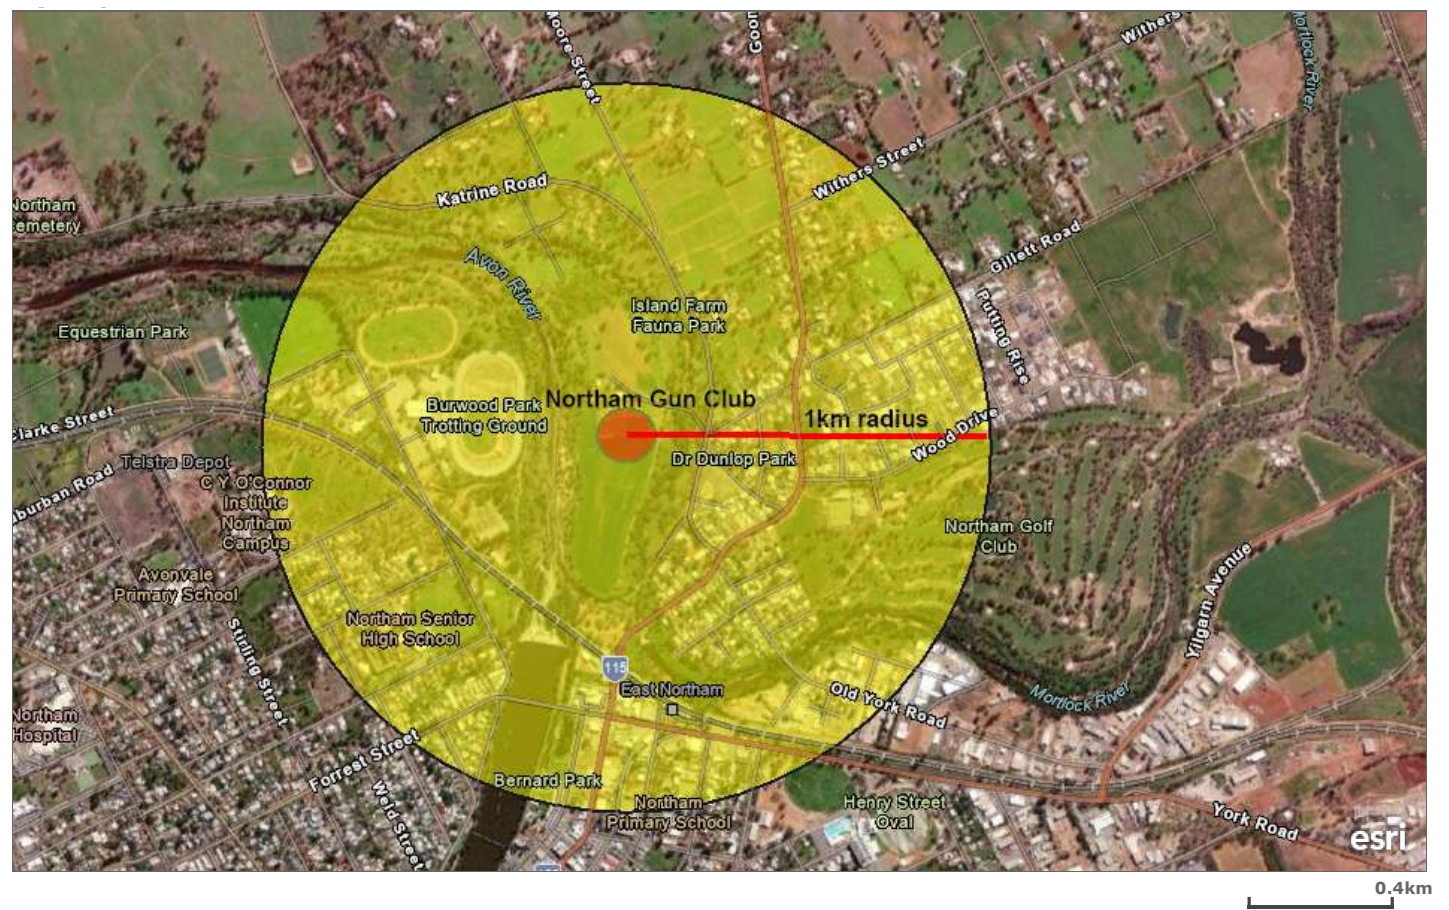 Moore Street
Goor
Withers
Mortlock River
Withers Street
Katrine Road
Northam
emetery
Avon River
Gillett Road
Island Farm
Fauna Park
Equestrian Park
Putting Rise
Northam Gun Club
Burwood Park
Trotting Ground
1km radius
Clarke Street
Wood Drive
Dr Dunlop Park
Telstra Depot
uburban Road
C Y O'Connor
Institute
Northam
Campus
Northam Golf
Club
Avonvale
Primary School
Yilgarn Avenue
Northam Senior
High School
Stirling Street
115
East Northam
Old York Road
Mortlock River
Northam
Hospital
Forrest Street
Bernard Park
Weld Street
Northam
Primary School
Henry Street
Oval
York Road
esri
0.4km